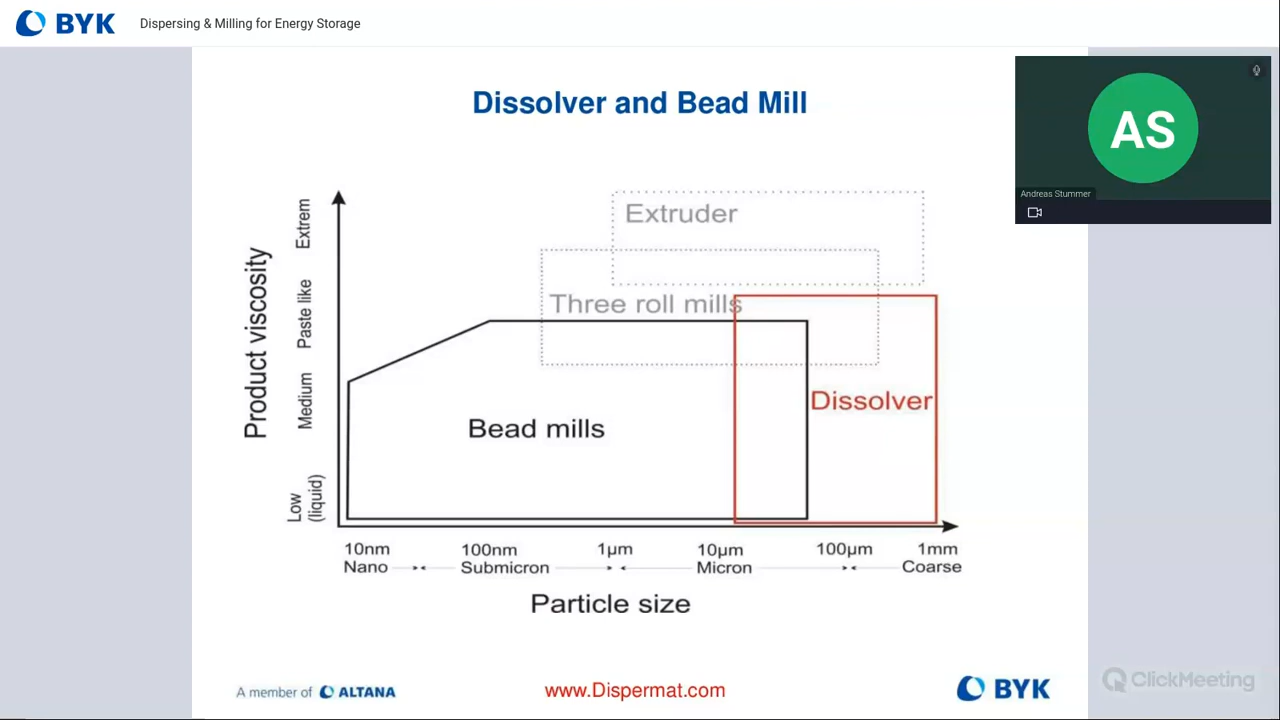 BYK
Dispersing & Milling for Energy Storage
Dissolver and Bead Mill
AS
Andreas Stummer
Product viscosity
Extrem
Paste like
Medium
Low
(liquid)
Extruder
Three roll mills
Dissolver
Bead mills
10nm 100nm 1µm 10µm 100µm 1mm
Nano Submicron Micron Coarse
Particle size
A member of ALTANA
www.Dispermat.com
BYK
ClickMeeting